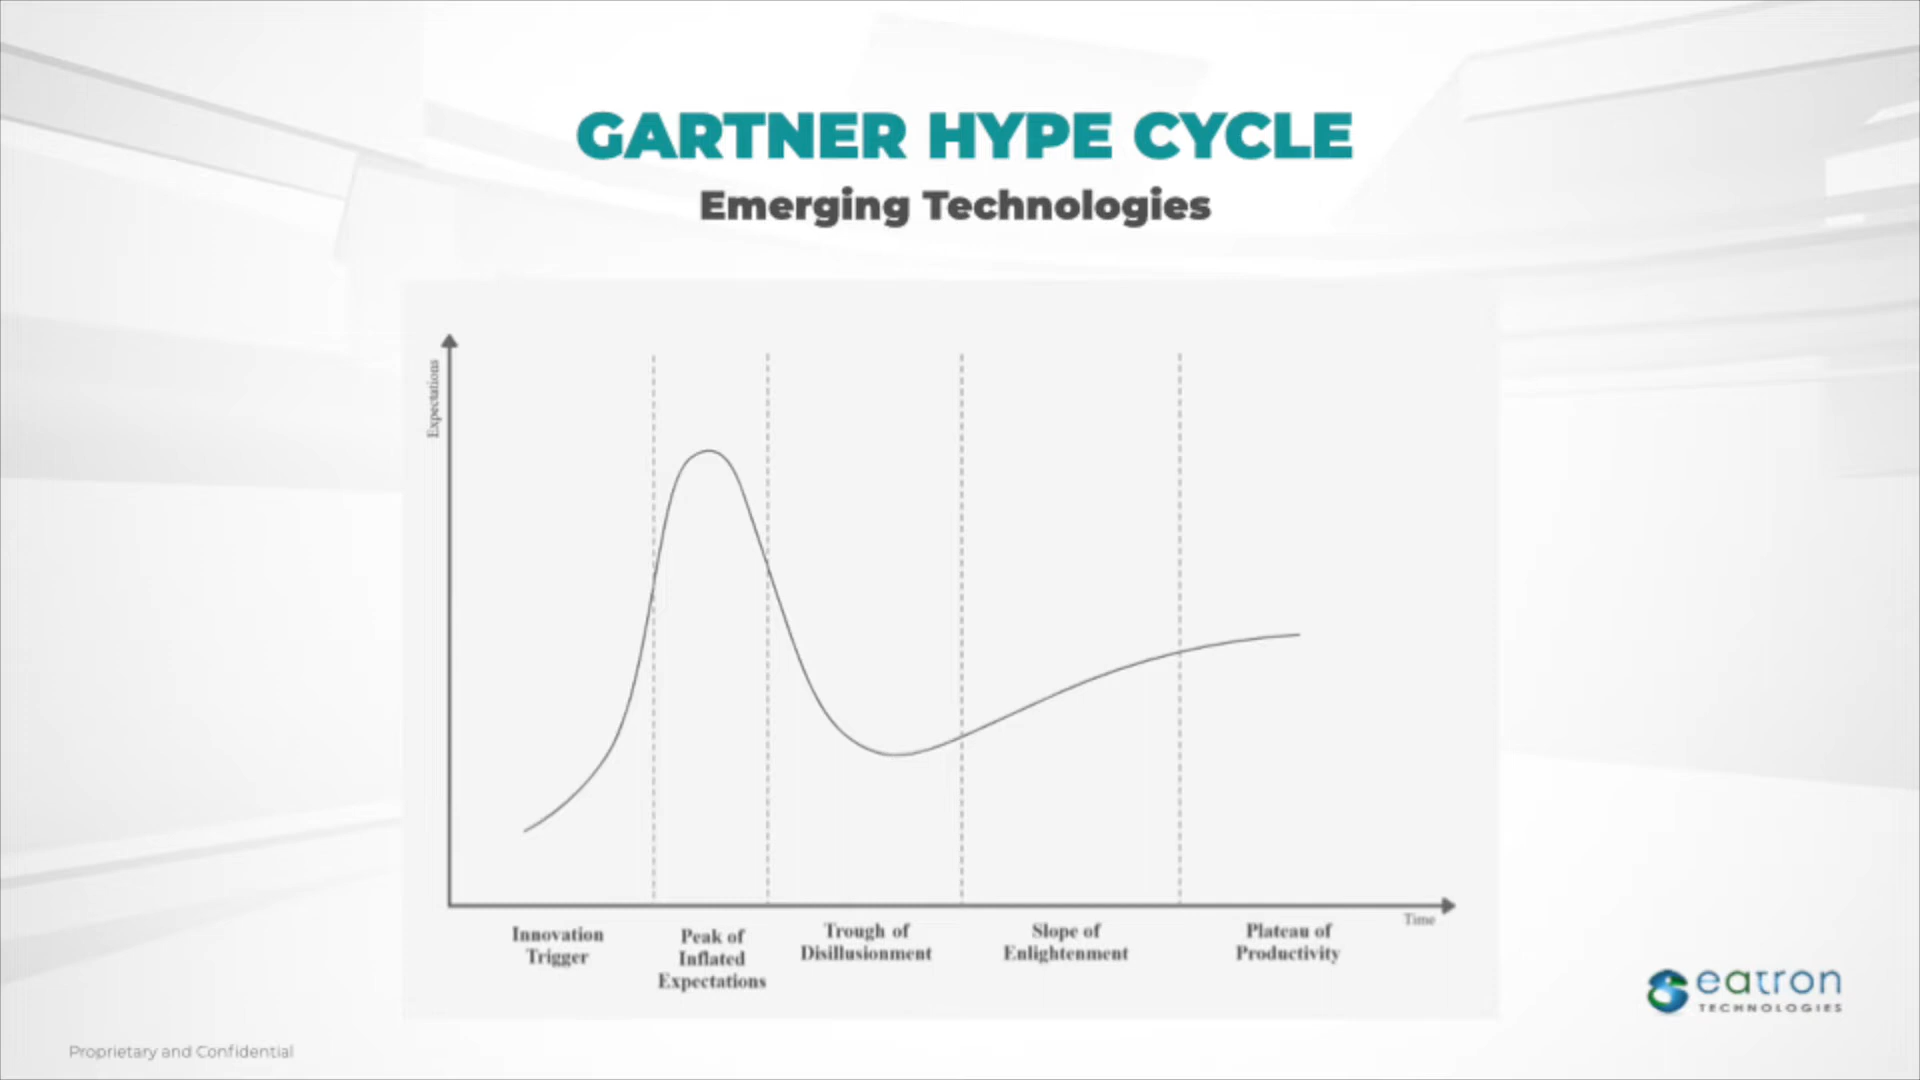 GARTNER HYPE CYCLE
Emerging Technologies
Expectations
Time
Innovation
Trigger
Peak of
Inflated
Expectations
Trough of
Disillusionment
Slope of
Enlightenment
Plateau of
Productivity
eatron
TECHNOLOGIES
Proprietary and Confidential